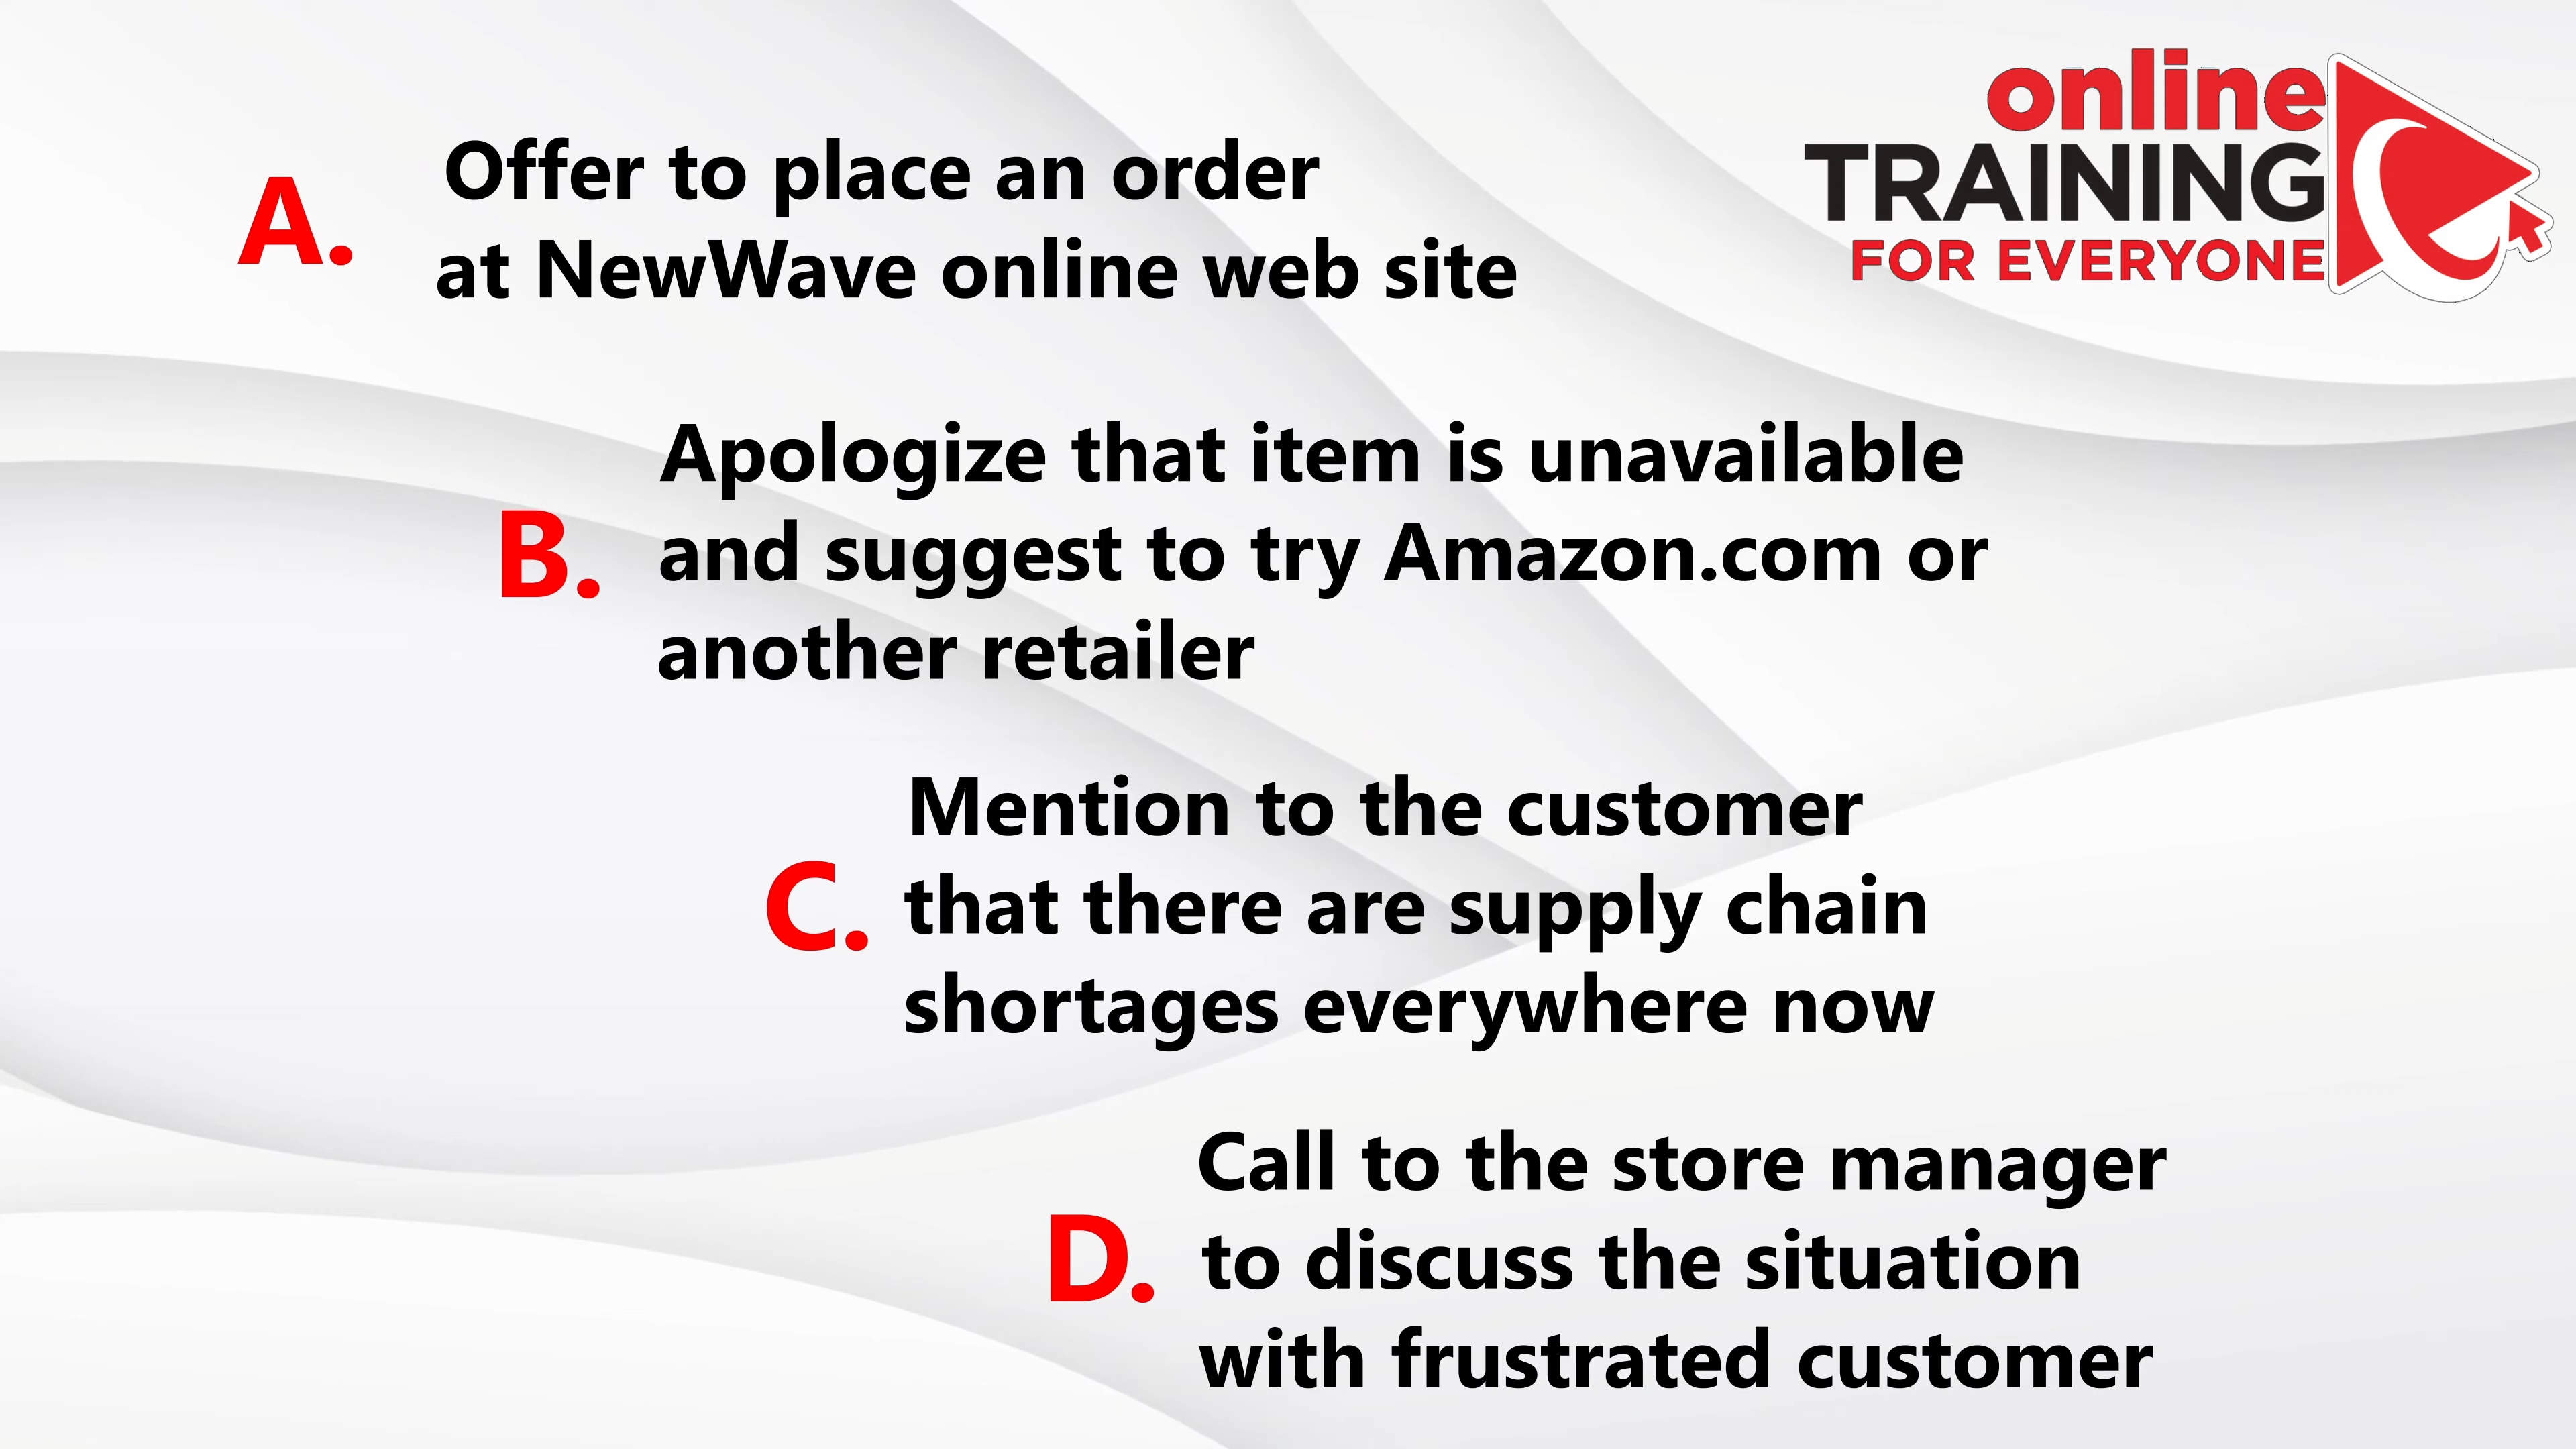 online
TRAINING
FOR EVERYONE
A.
Offer to place an order
at NewWave online web site
B.
Apologize that item is unavailable
and suggest to try Amazon.com or
another retailer
C.
Mention to the customer
that there are supply chain
shortages everywhere now
D.
Call to the store manager
to discuss the situation
with frustrated customer